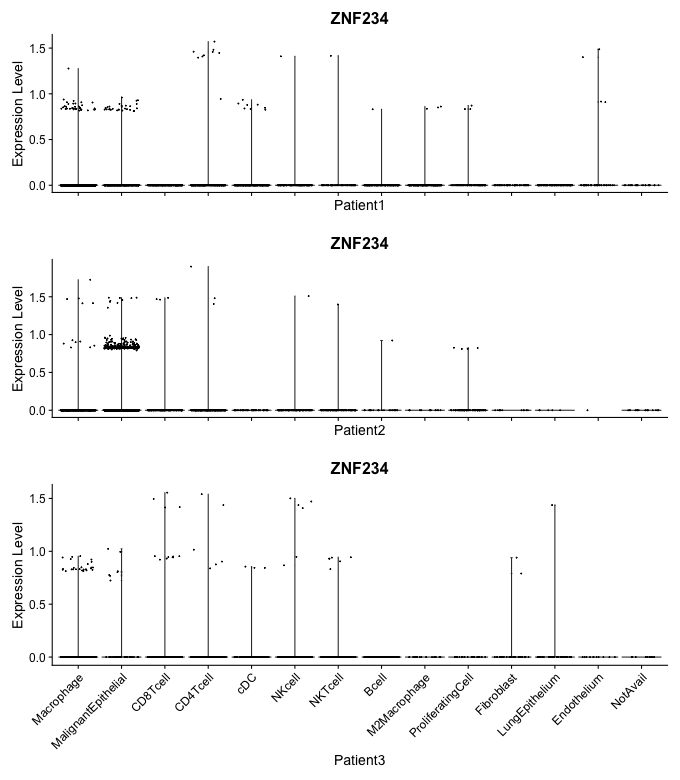 ZNF234
Expression Level
1.5
1.0
0.5
0.0
Patient1
ZNF234
Expression Level
1.5
1.0
0.5
0.0
Patient2
ZNF234
Expression Level
1.5
1.0
0.5
0.0
Macrophage
MalignantEpithelial
CD8Tcell
CD4Tcell
cDC
NKcell
NKTcell
Bcell
M2Macrophage
ProliferatingCell
Fibroblast
LungEpithelium
Endothelium
NotAvail
Patient3